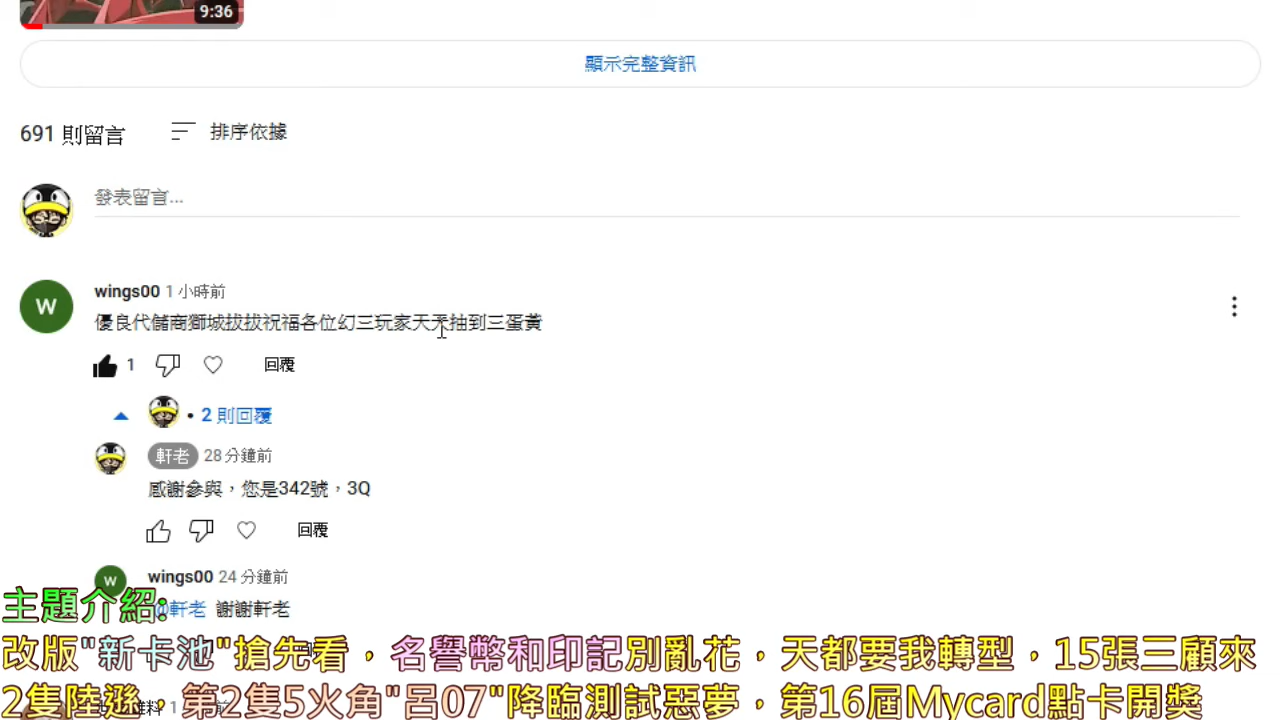 9:36
顯示完整資訊
691 則留言 排序依據
發表留言...
W wings00 1 小時前
優良代儲商獅城拔拔祝福各位幻三玩家天天抽到三蛋黃
1 回覆
• 2 則回覆
軒老 28 分鐘前
感謝參與，您是342號，3Q
回覆
W wings00 24 分鐘前
@軒老 謝謝軒老
主題介紹:
改版"新卡池"搶先看，名譽幣和印記別亂花，天都要我轉型，15張三顧來
2隻陸遜，第2隻5火角"呂07"降臨測試惡夢，第16屆Mycard點卡開獎